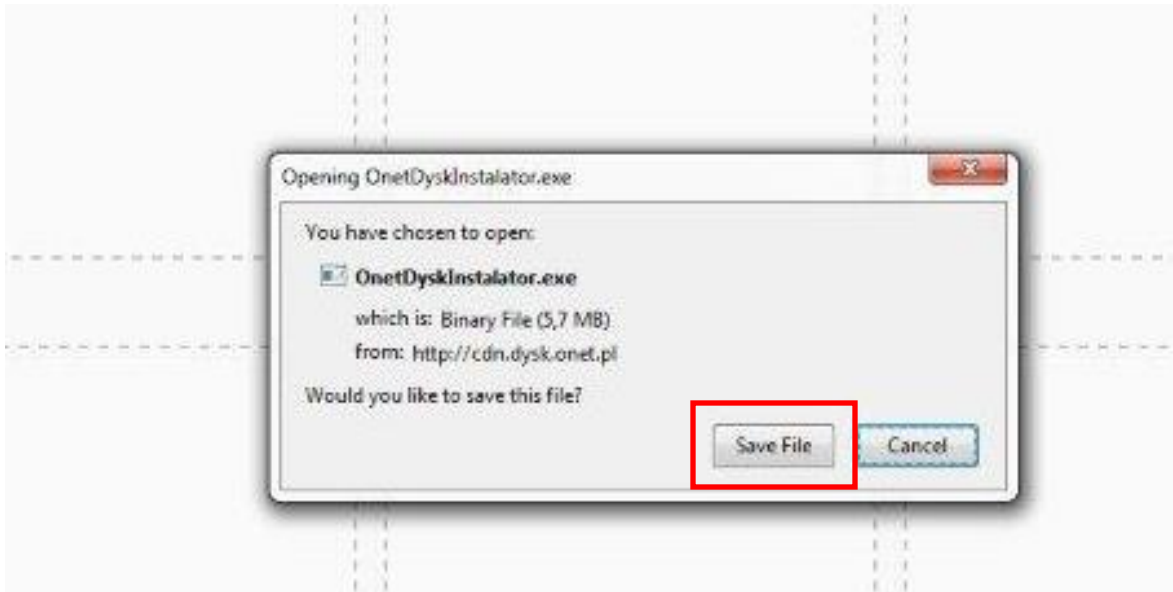 Opening OnetDyskInstalator.exe
You have chosen to open:
OnetDyskInstalator.exe
which is: Binary File (5,7 MB)
from: http://cdn.dysk.onet.pl
Would you like to save this file?
Save File Cancel